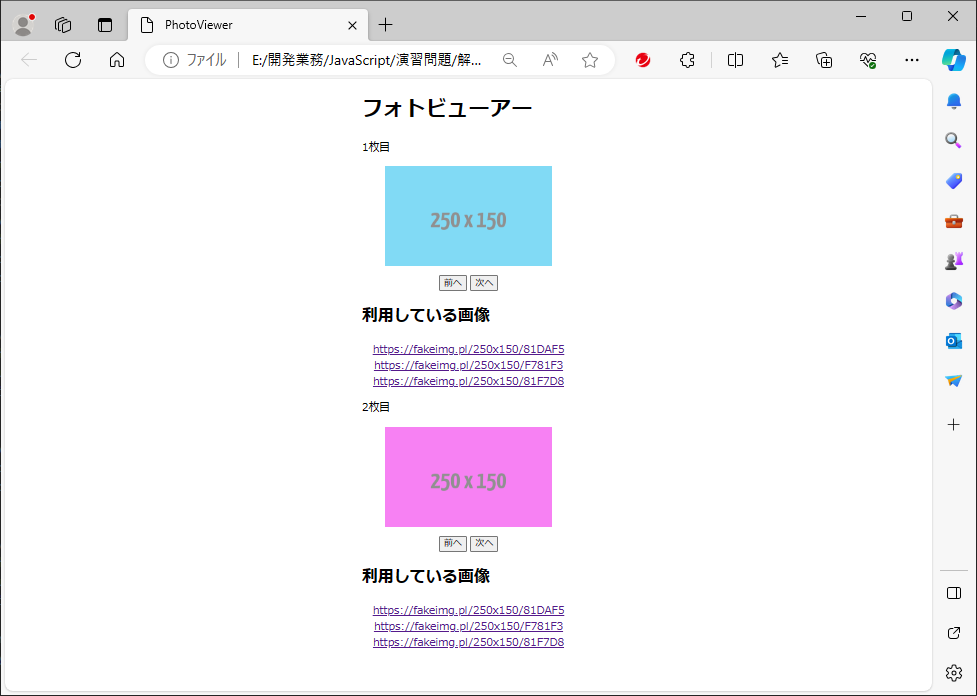 PhotoViewer
ファイル
E:/開発業務/JavaScript/演習問題/解...
フォトビューアー
1枚目
250 x 150
前へ 次へ
利用している画像
https://fakeimg.pl/250x150/81DAF5
https://fakeimg.pl/250x150/F781F3
https://fakeimg.pl/250x150/81F7D8
2枚目
250 x 150
前へ 次へ
利用している画像
https://fakeimg.pl/250x150/81DAF5
https://fakeimg.pl/250x150/F781F3
https://fakeimg.pl/250x150/81F7D8